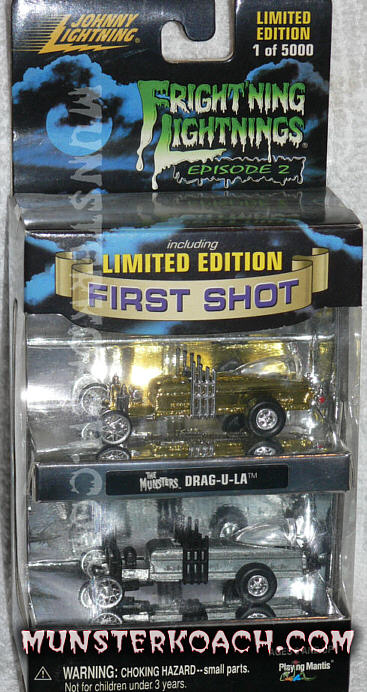 JOHNNY
LIGHTNING®
LIMITED
EDITION
1 of 5000
FRIGHT'NING
LIGHTNINGS®
EPISODE 2
including
LIMITED EDITION
FIRST SHOT
THE MUNSTERS. DRAG-U-LA™
MUNSTERKOACH.COM
Playing Mantis®
WARNING: CHOKING HAZARD--small parts.
Not for children under 3 years.